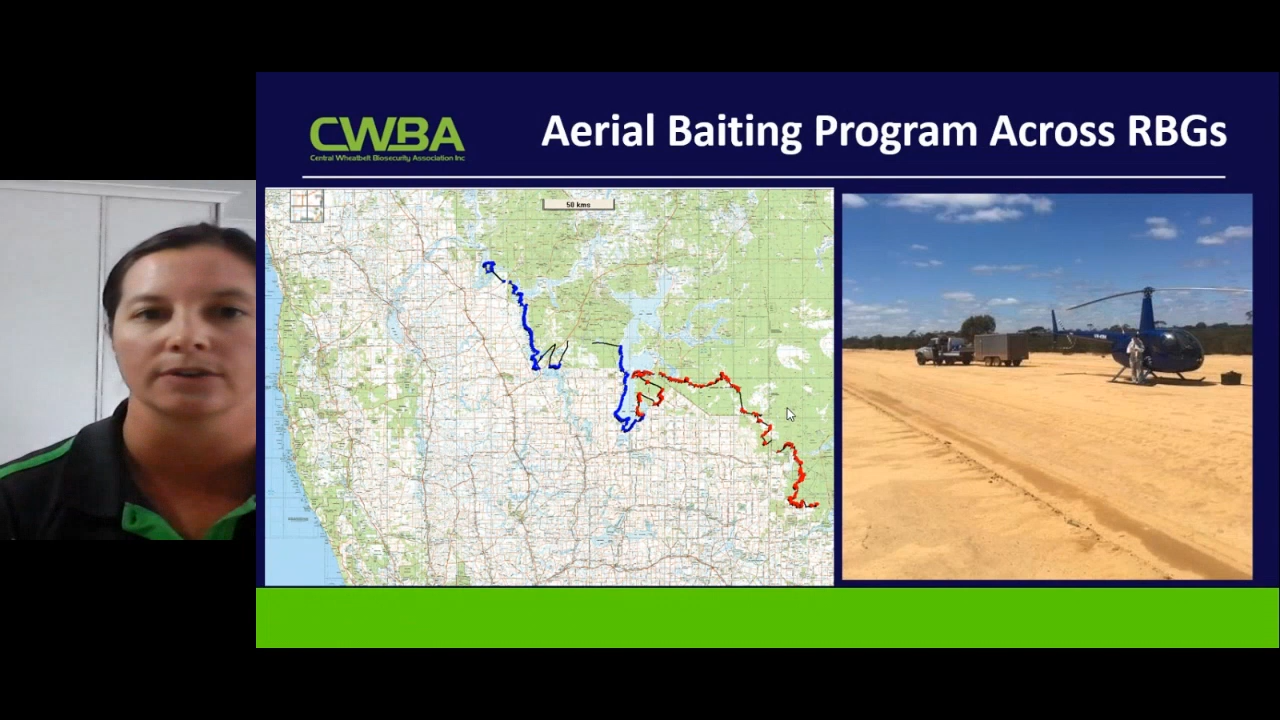 CWBA
Central Wheatbelt Biosecurity Association Inc
Aerial Baiting Program Across RBGs
50 kms